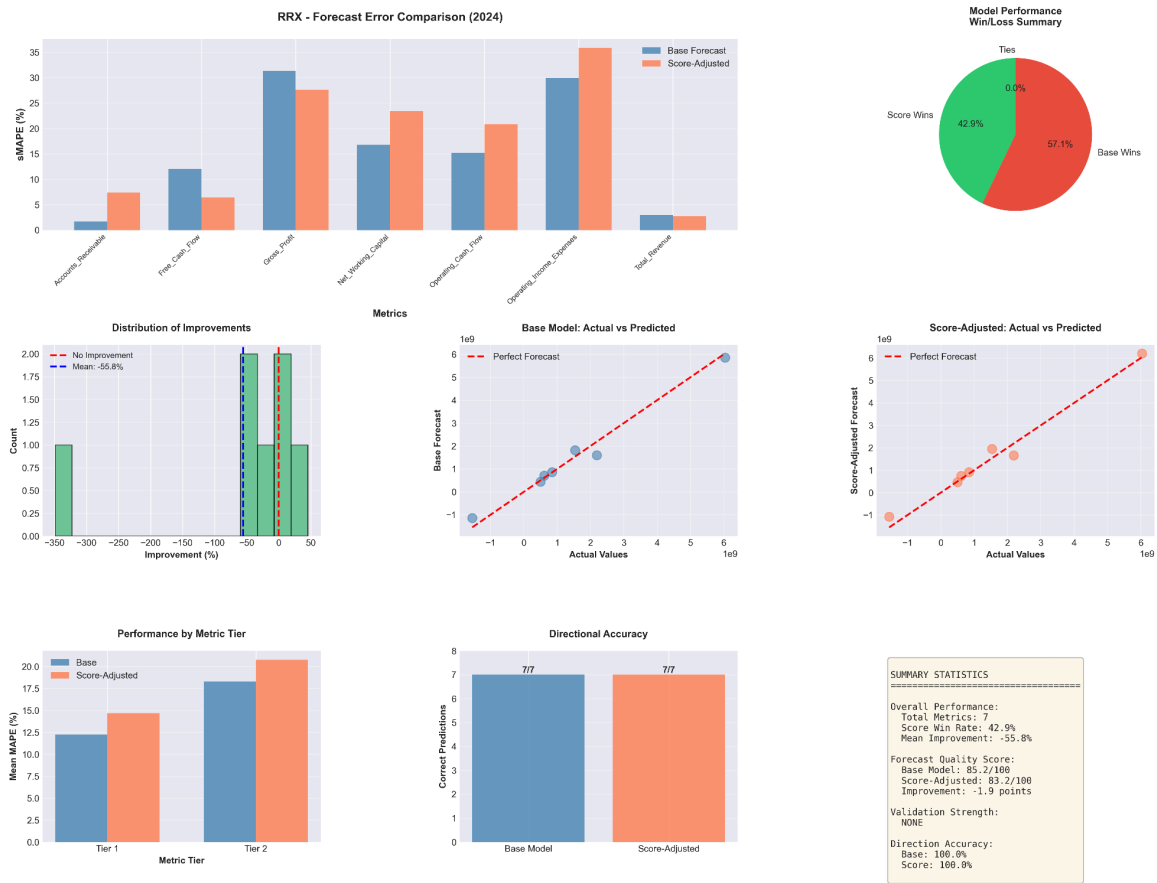 RRX - Forecast Error Comparison (2024)
sMAPE (%)
35
30
25
20
15
10
5
0
Base Forecast
Score-Adjusted
Accounts_Receivable
Free_Cash_Flow
Gross_Profit
Net_Working_Capital
Operating_Cash_Flow
Operating_Income_Expenses
Total_Revenue
Metrics
Model Performance
Win/Loss Summary
Ties
0.0%
Score Wins
42.9%
57.1%
Base Wins
Distribution of Improvements
Count
2.00
1.75
1.50
1.25
1.00
0.75
0.50
0.25
0.00
No Improvement
Mean: -55.8%
−350 −300 −250 −200 −150 −100 −50 0 50
Improvement (%)
Base Model: Actual vs Predicted
1e9
Base Forecast
6
5
4
3
2
1
0
−1
Perfect Forecast
−1 0 1 2 3 4 5 6
1e9
Actual Values
Score-Adjusted: Actual vs Predicted
1e9
Score-Adjusted Forecast
6
5
4
3
2
1
0
−1
Perfect Forecast
−1 0 1 2 3 4 5 6
1e9
Actual Values
Performance by Metric Tier
Mean MAPE (%)
20.0
17.5
15.0
12.5
10.0
7.5
5.0
2.5
0.0
Base
Score-Adjusted
Tier 1 Tier 2
Metric Tier
Directional Accuracy
Correct Predictions
8
7
6
5
4
3
2
1
0
7/7 7/7
Base Model Score-Adjusted
SUMMARY STATISTICS
===================================
Overall Performance:
Total Metrics: 7
Score Win Rate: 42.9%
Mean Improvement: -55.8%
Forecast Quality Score:
Base Model: 85.2/100
Score-Adjusted: 83.2/100
Improvement: -1.9 points
Validation Strength:
NONE
Direction Accuracy:
Base: 100.0%
Score: 100.0%